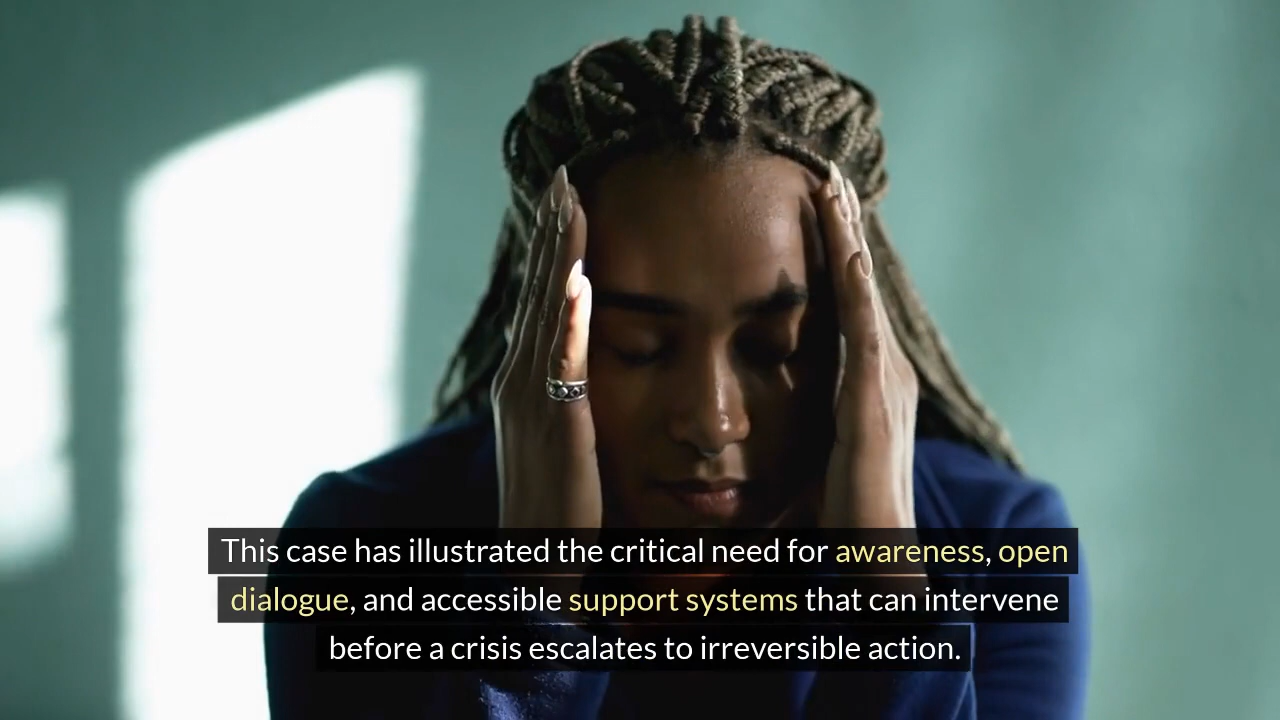 This case has illustrated the critical need for awareness, open
dialogue, and accessible support systems that can intervene
before a crisis escalates to irreversible action.